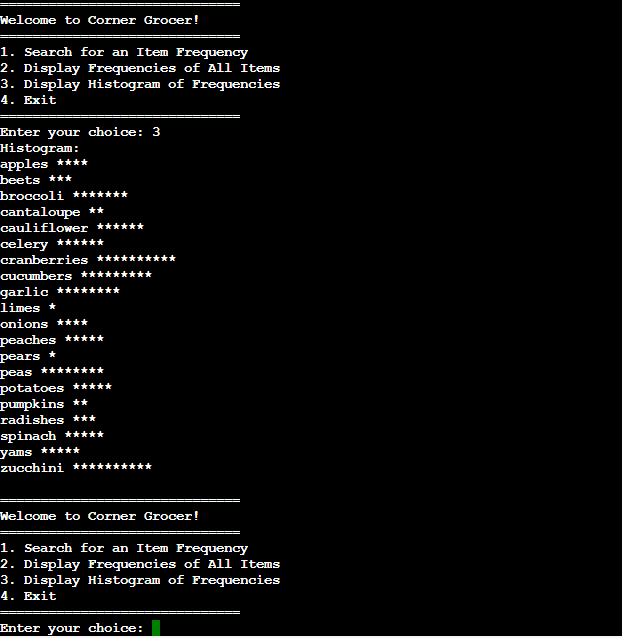 ==============================
Welcome to Corner Grocer!
==============================
1. Search for an Item Frequency
2. Display Frequencies of All Items
3. Display Histogram of Frequencies
4. Exit
==============================
Enter your choice: 3
Histogram:
apples ****
beets ***
broccoli *******
cantaloupe **
cauliflower ******
celery ******
cranberries **********
cucumbers *********
garlic ********
limes *
onions ****
peaches *****
pears *
peas ********
potatoes *****
pumpkins **
radishes ***
spinach *****
yams *****
zucchini **********

==============================
Welcome to Corner Grocer!
==============================
1. Search for an Item Frequency
2. Display Frequencies of All Items
3. Display Histogram of Frequencies
4. Exit
==============================
Enter your choice: